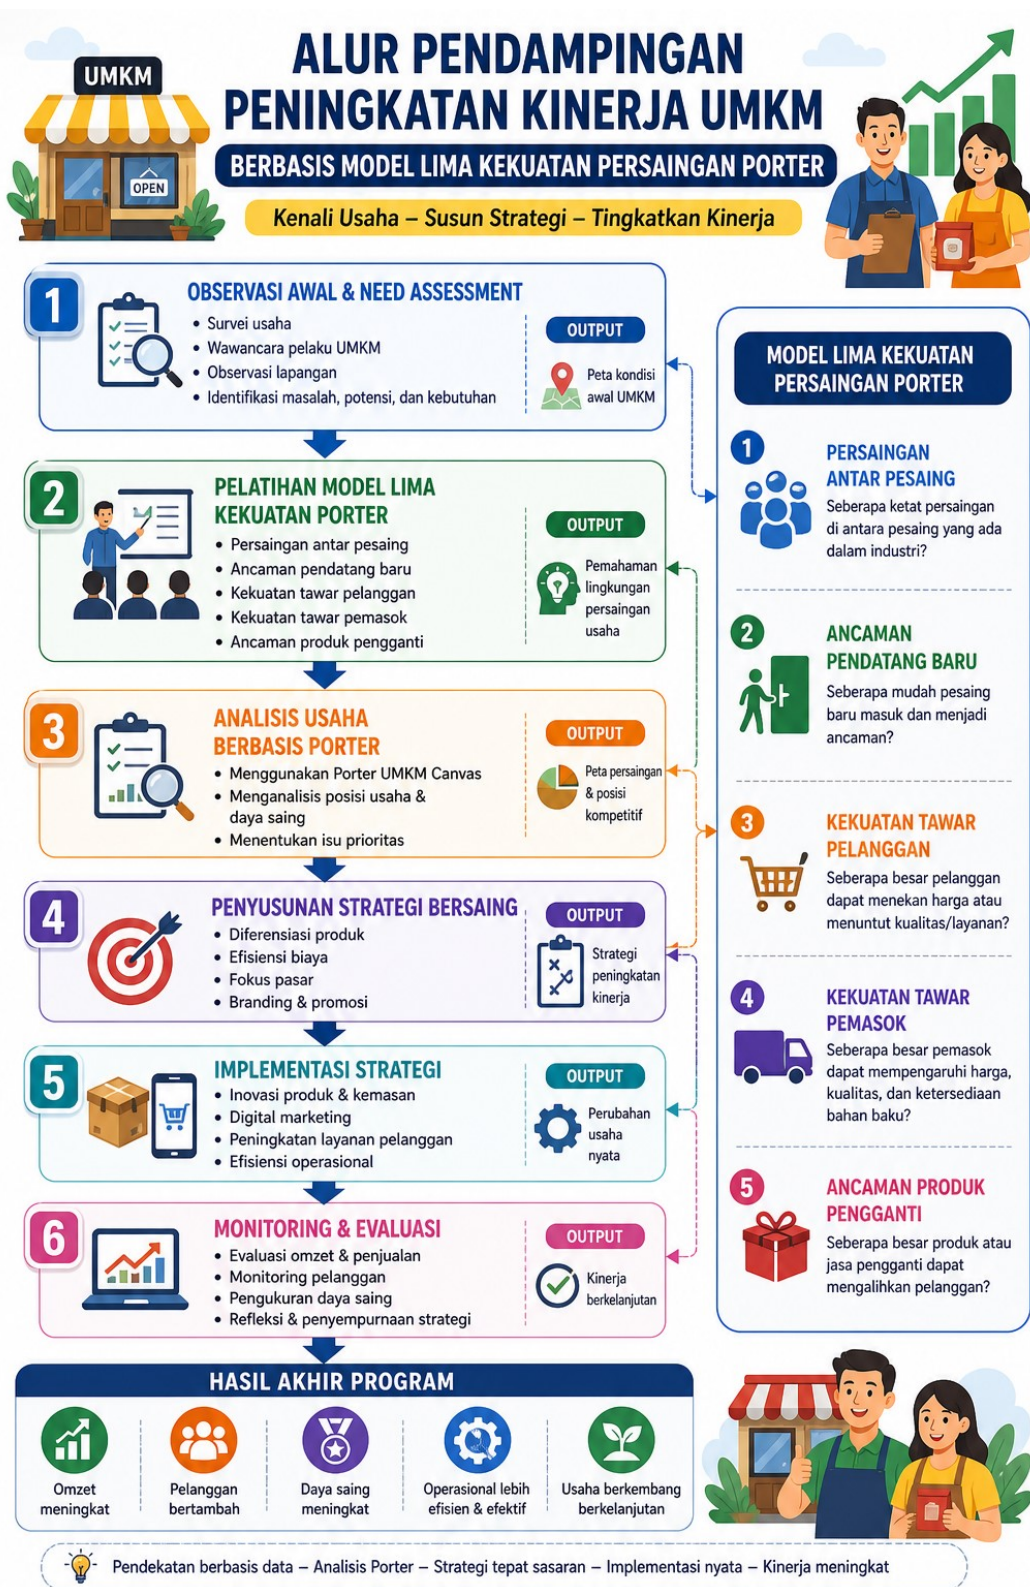 UMKM
OPEN
ALUR PENDAMPINGAN
PENINGKATAN KINERJA UMKM
BERBASIS MODEL LIMA KEKUATAN PERSAINGAN PORTER
Kenali Usaha – Susun Strategi – Tingkatkan Kinerja
1
OBSERVASI AWAL & NEED ASSESSMENT
• Survei usaha
• Wawancara pelaku UMKM
• Observasi lapangan
• Identifikasi masalah, potensi, dan kebutuhan
OUTPUT
Peta kondisi
awal UMKM
2
PELATIHAN MODEL LIMA
KEKUATAN PORTER
• Persaingan antar pesaing
• Ancaman pendatang baru
• Kekuatan tawar pelanggan
• Kekuatan tawar pemasok
• Ancaman produk pengganti
OUTPUT
Pemahaman
lingkungan
persaingan
usaha
3
ANALISIS USAHA
BERBASIS PORTER
• Menggunakan Porter UMKM Canvas
• Menganalisis posisi usaha &
daya saing
• Menentukan isu prioritas
OUTPUT
Peta persaingan
& posisi
kompetitif
4
PENYUSUNAN STRATEGI BERSAING
• Diferensiasi produk
• Efisiensi biaya
• Fokus pasar
• Branding & promosi
OUTPUT
Strategi
peningkatan
kinerja
5
IMPLEMENTASI STRATEGI
• Inovasi produk & kemasan
• Digital marketing
• Peningkatan layanan pelanggan
• Efisiensi operasional
OUTPUT
Perubahan
usaha
nyata
6
MONITORING & EVALUASI
• Evaluasi omzet & penjualan
• Monitoring pelanggan
• Pengukuran daya saing
• Refleksi & penyempurnaan strategi
OUTPUT
Kinerja
berkelanjutan
MODEL LIMA KEKUATAN
PERSAINGAN PORTER
1
PERSAINGAN
ANTAR PESAING
Seberapa ketat persaingan
di antara pesaing yang ada
dalam industri?
2
ANCAMAN
PENDATANG BARU
Seberapa mudah pesaing
baru masuk dan menjadi
ancaman?
3
KEKUATAN TAWAR
PELANGGAN
Seberapa besar pelanggan
dapat menekan harga atau
menuntut kualitas/layanan?
4
KEKUATAN TAWAR
PEMASOK
Seberapa besar pemasok
dapat mempengaruhi harga,
kualitas, dan ketersediaan
bahan baku?
5
ANCAMAN PRODUK
PENGGANTI
Seberapa besar produk atau
jasa pengganti dapat
mengalihkan pelanggan?
HASIL AKHIR PROGRAM
Omzet
meningkat
Pelanggan
bertambah
Daya saing
meningkat
Operasional lebih
efisien & efektif
Usaha berkembang
berkelanjutan
Pendekatan berbasis data – Analisis Porter – Strategi tepat sasaran – Implementasi nyata – Kinerja meningkat